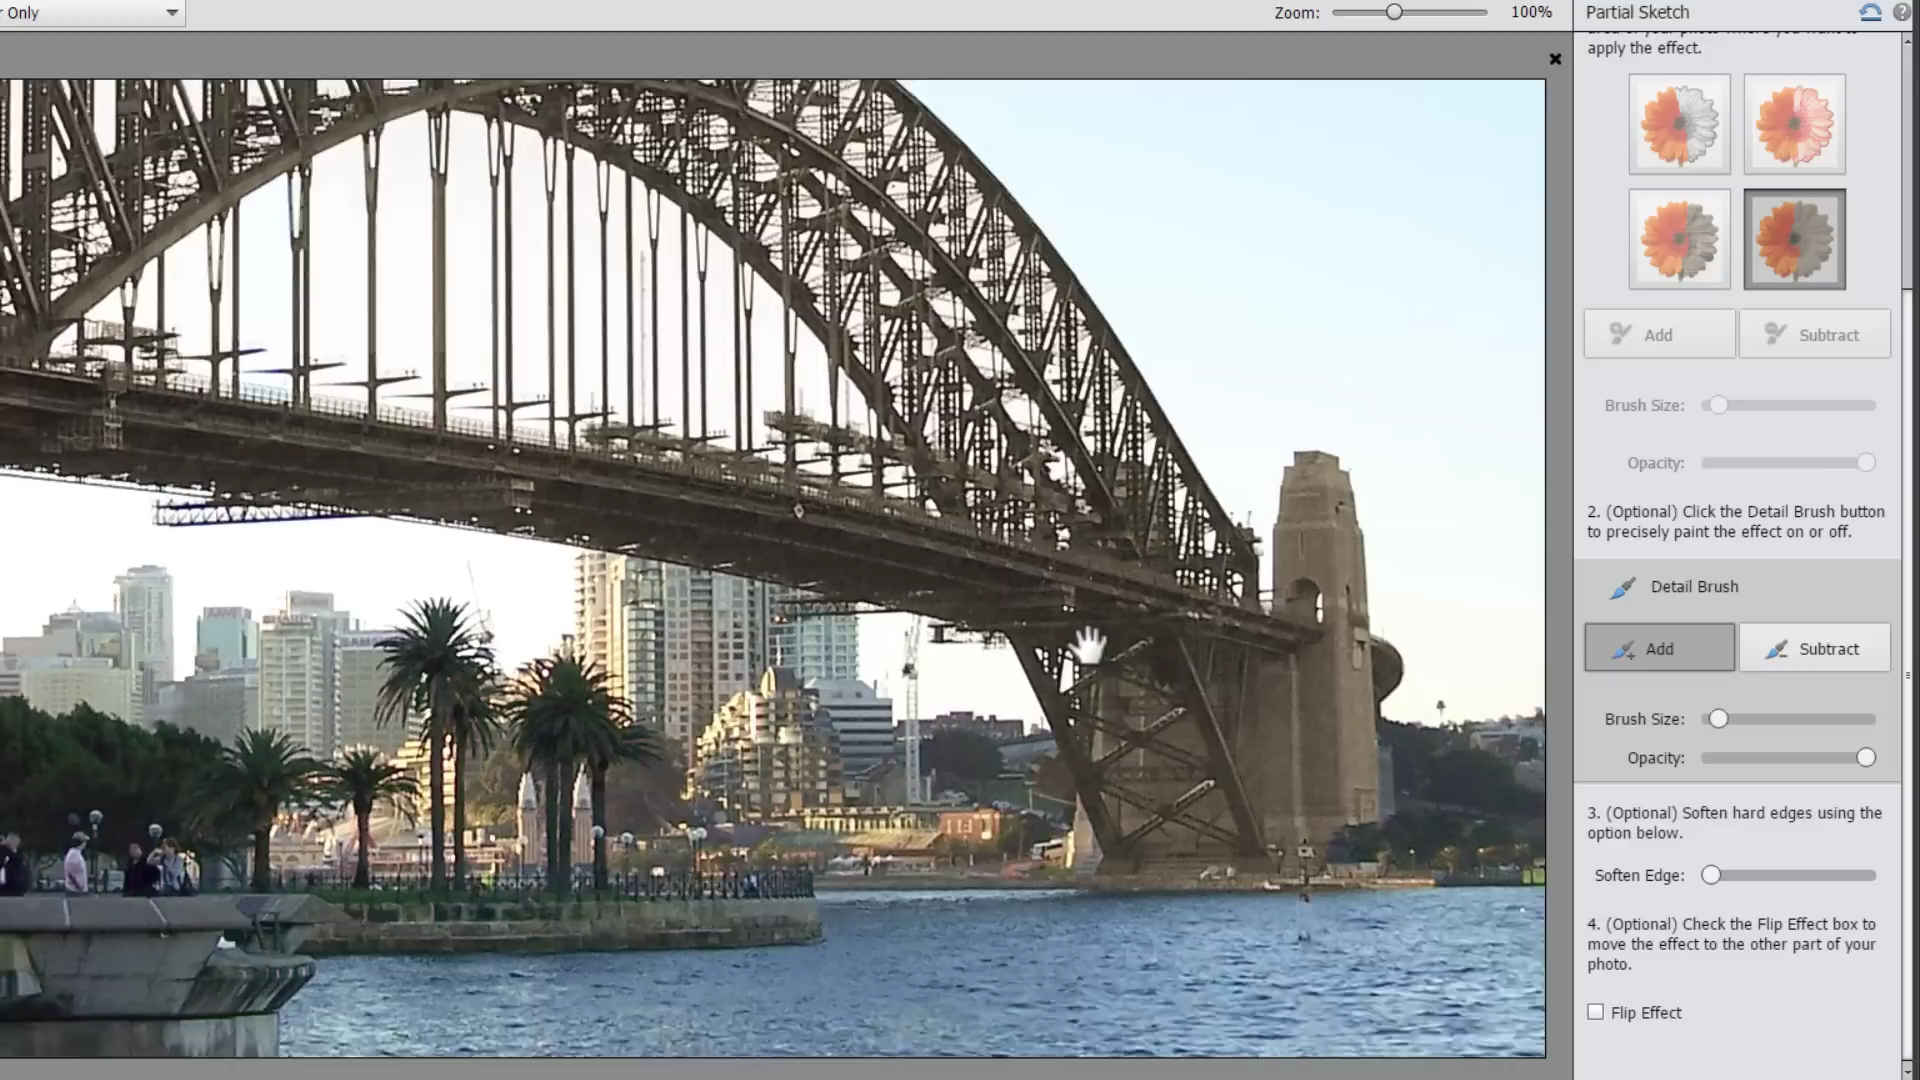 r Only
Zoom:
100%
Partial Sketch
apply the effect.
Add
Subtract
Brush Size:
Opacity:
2. (Optional) Click the Detail Brush button
to precisely paint the effect on or off.
Detail Brush
Add
Subtract
Brush Size:
Opacity:
3. (Optional) Soften hard edges using the
option below.
Soften Edge:
4. (Optional) Check the Flip Effect box to
move the effect to the other part of your
photo.
Flip Effect